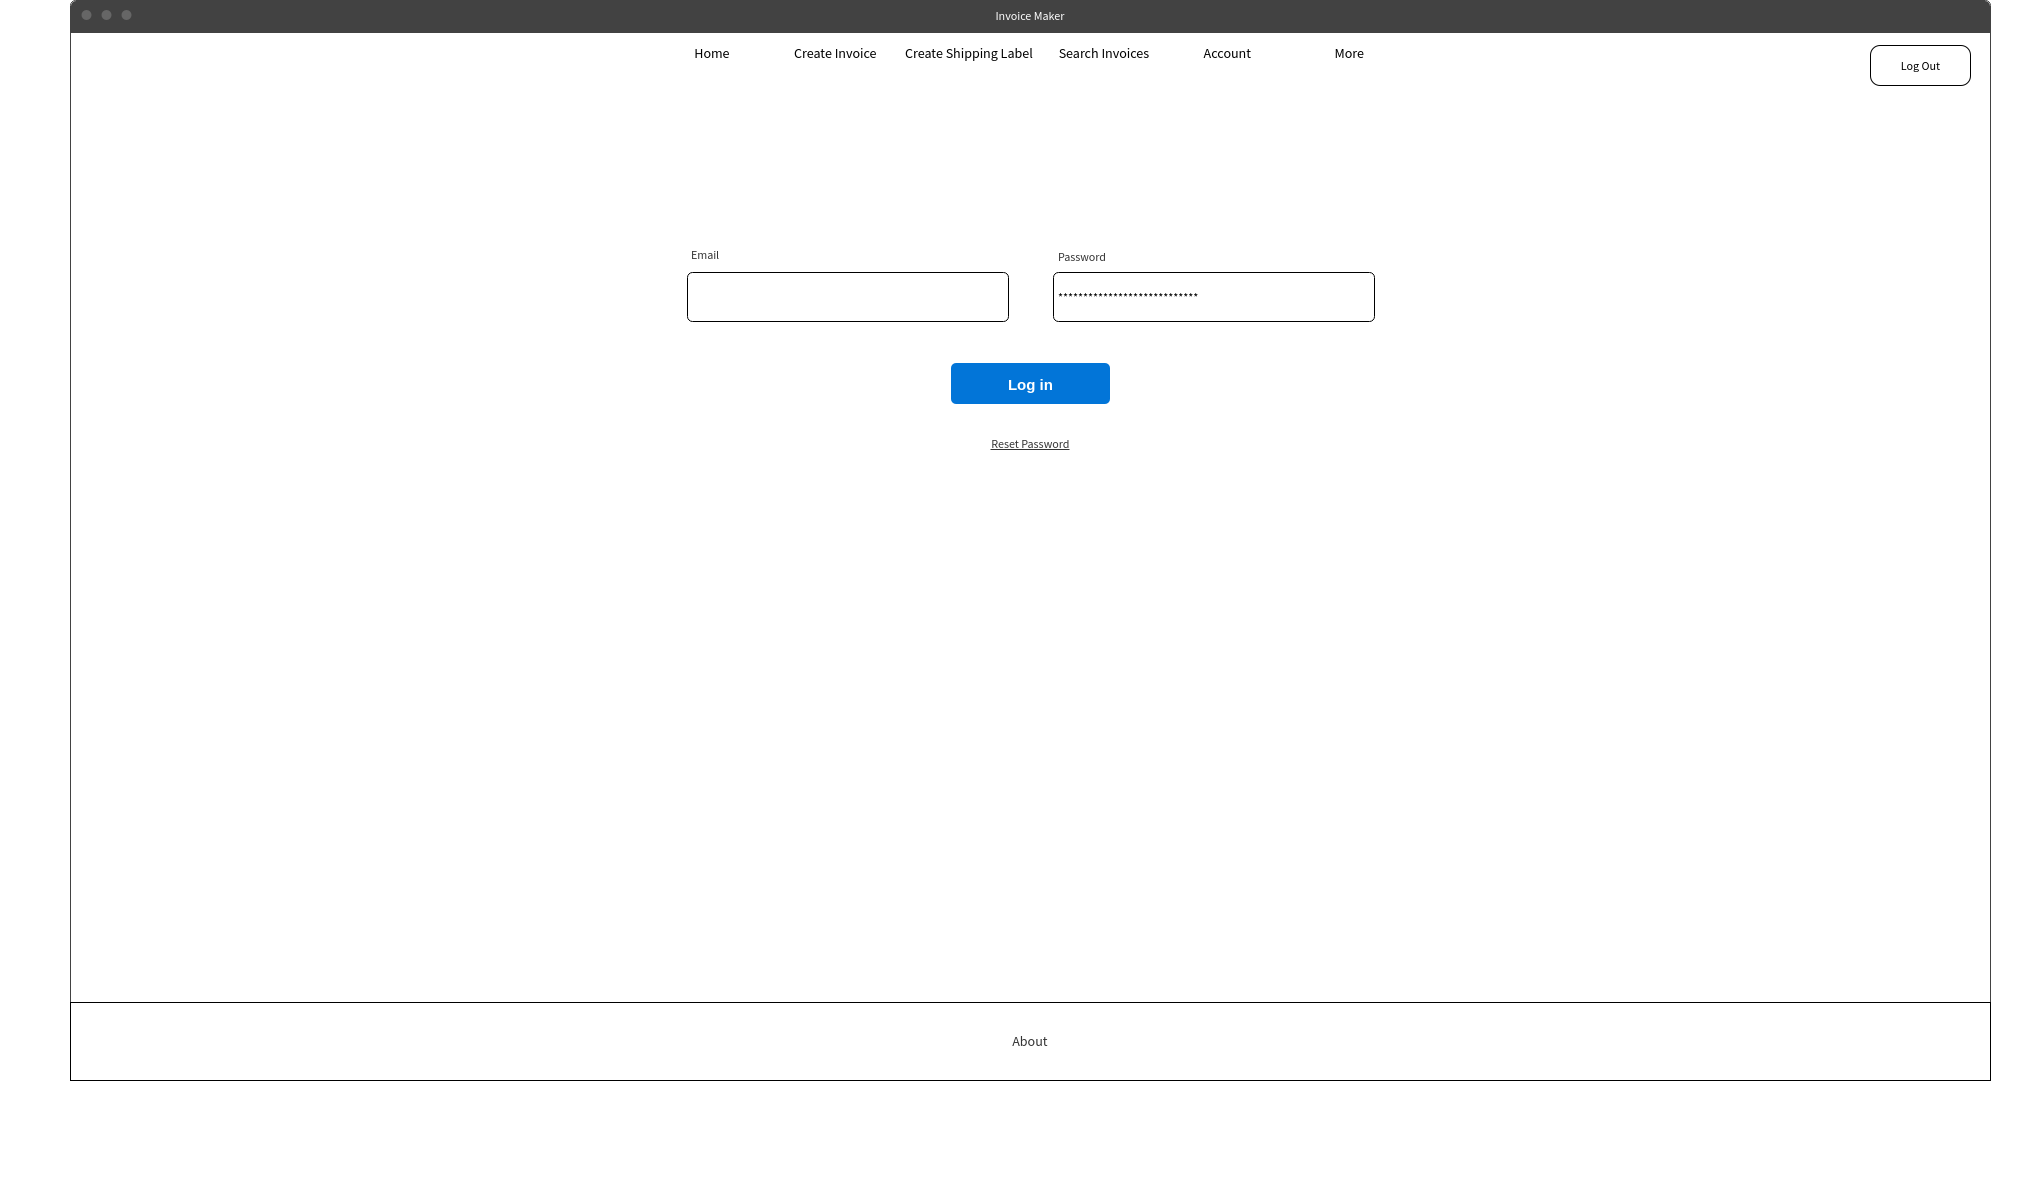 Invoice Maker
Home Create Invoice Create Shipping Label Search Invoices Account More
Log Out
Email Password
****************************
Log in
Reset Password
About